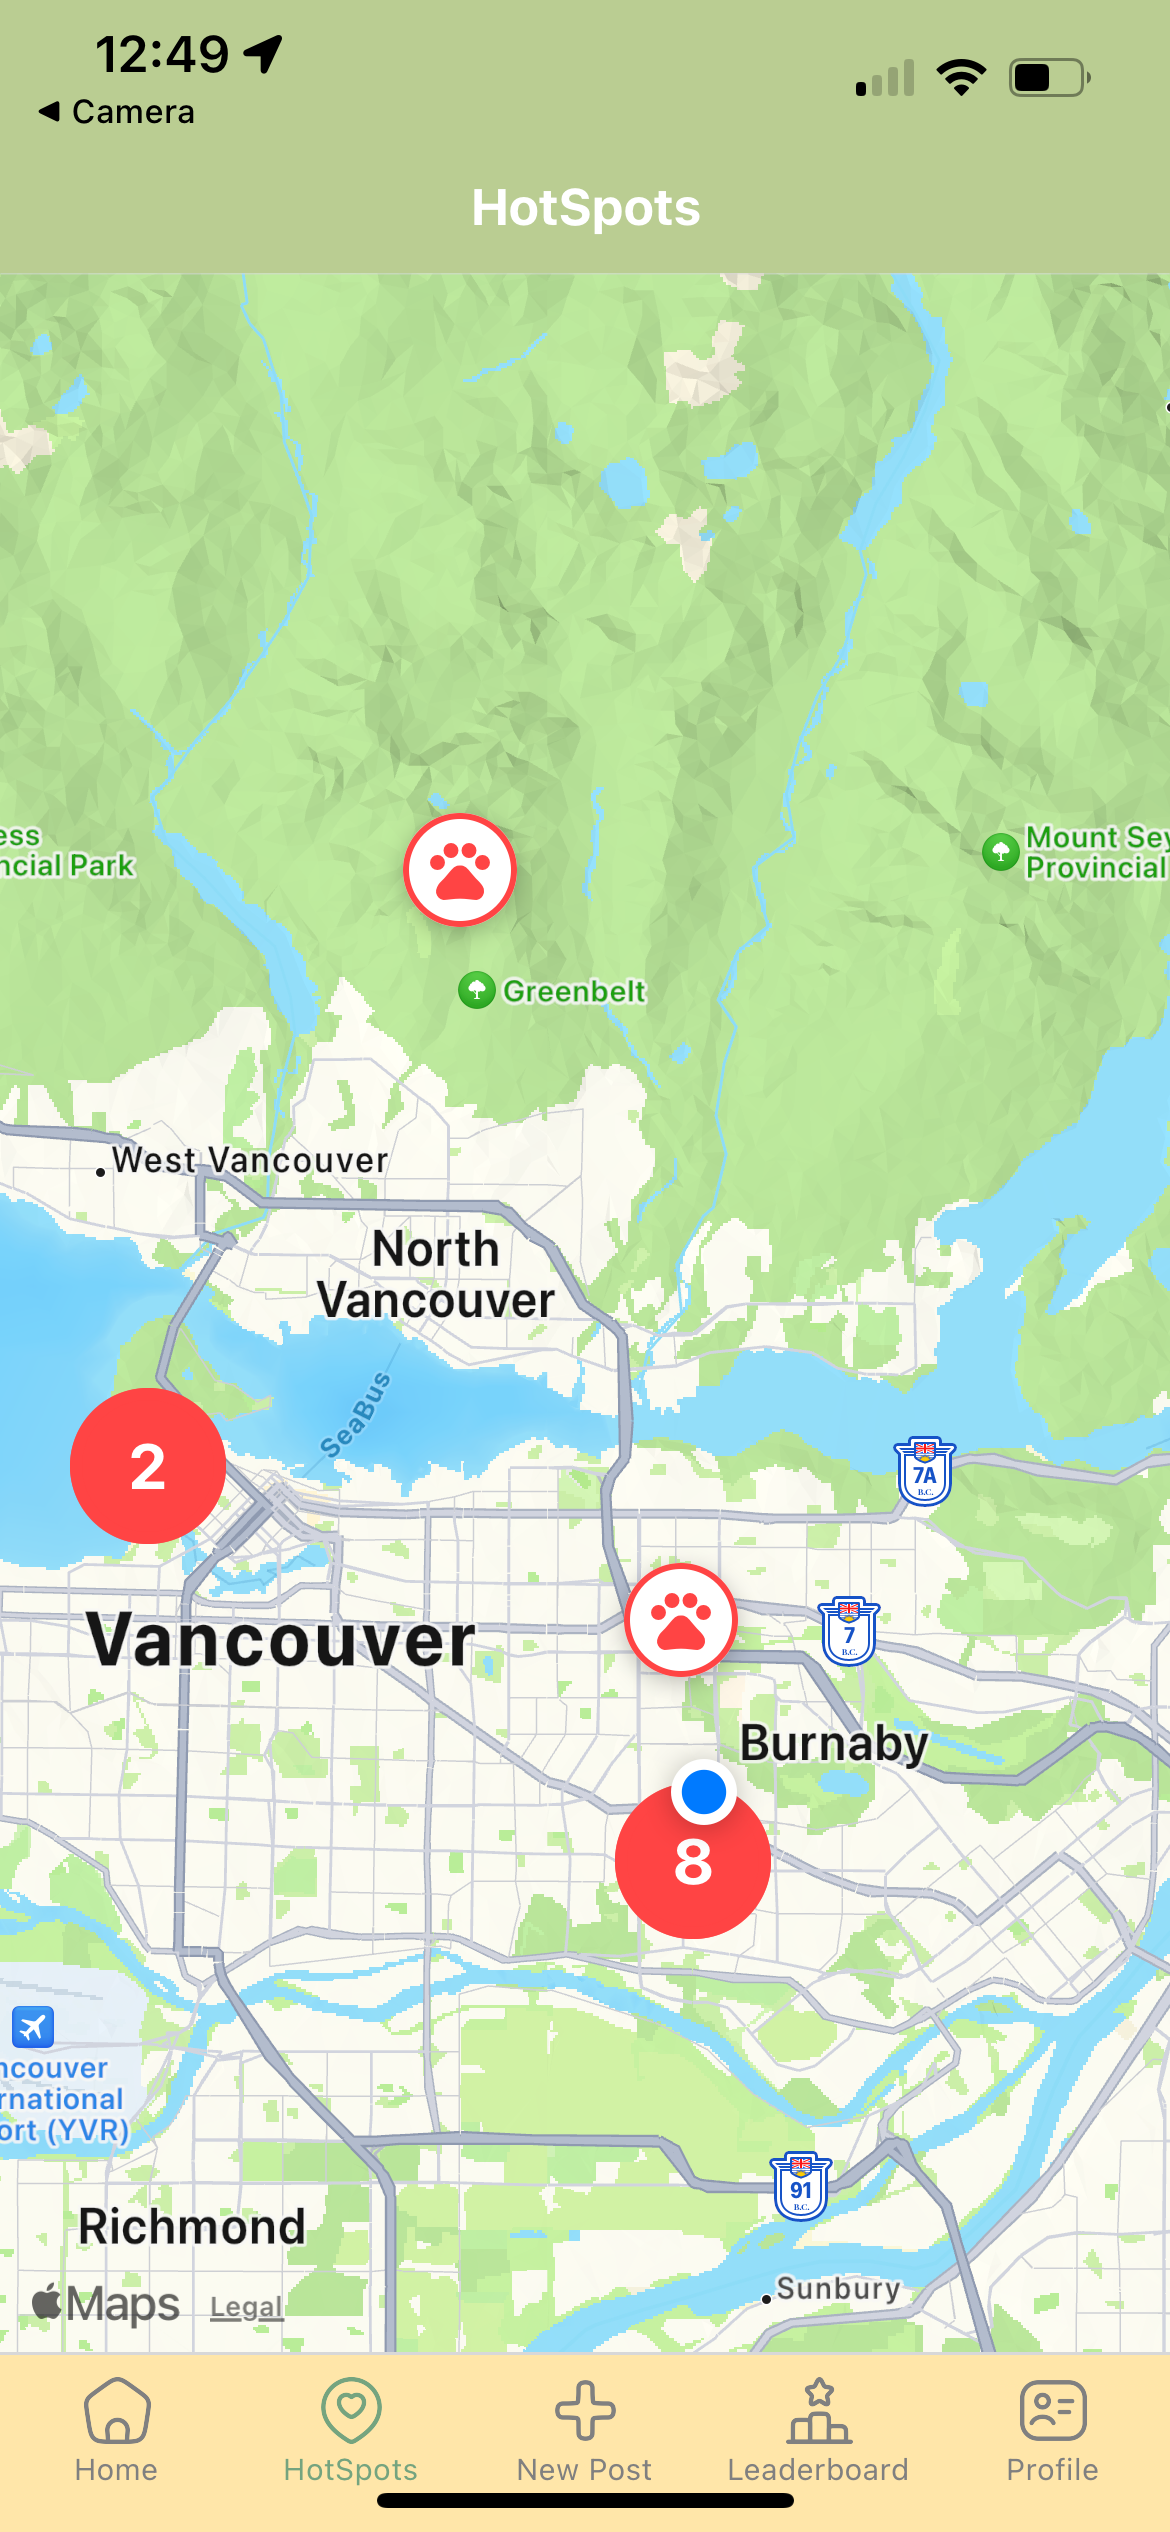 12:49
Camera
HotSpots
ess
ncial Park
Mount Sey
Provincial
Greenbelt
West Vancouver
North
Vancouver
SeaBus
2
7A
B.C.
Vancouver
7
B.C.
Burnaby
8
ncouver
rnational
ort (YVR)
91
B.C.
Richmond
Sunbury
Maps Legal
Home HotSpots New Post Leaderboard Profile